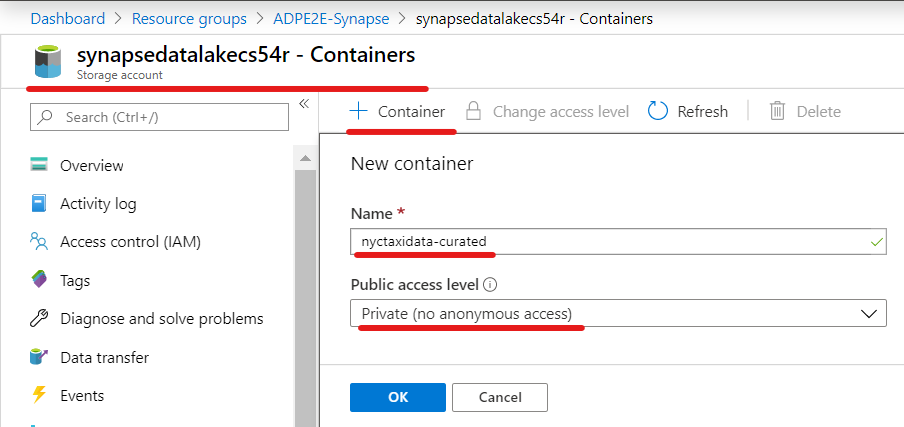 Dashboard > Resource groups > ADPE2E-Synapse > synapsedatalakecs54r - Containers
synapsedatalakecs54r - Containers
Storage account
Search (Ctrl+/)
«
Overview
Activity log
Access control (IAM)
Tags
Diagnose and solve problems
Data transfer
Events
+ Container
Change access level
Refresh
Delete
New container
Name *
nyctaxidata-curated
Public access level
Private (no anonymous access)
OK
Cancel